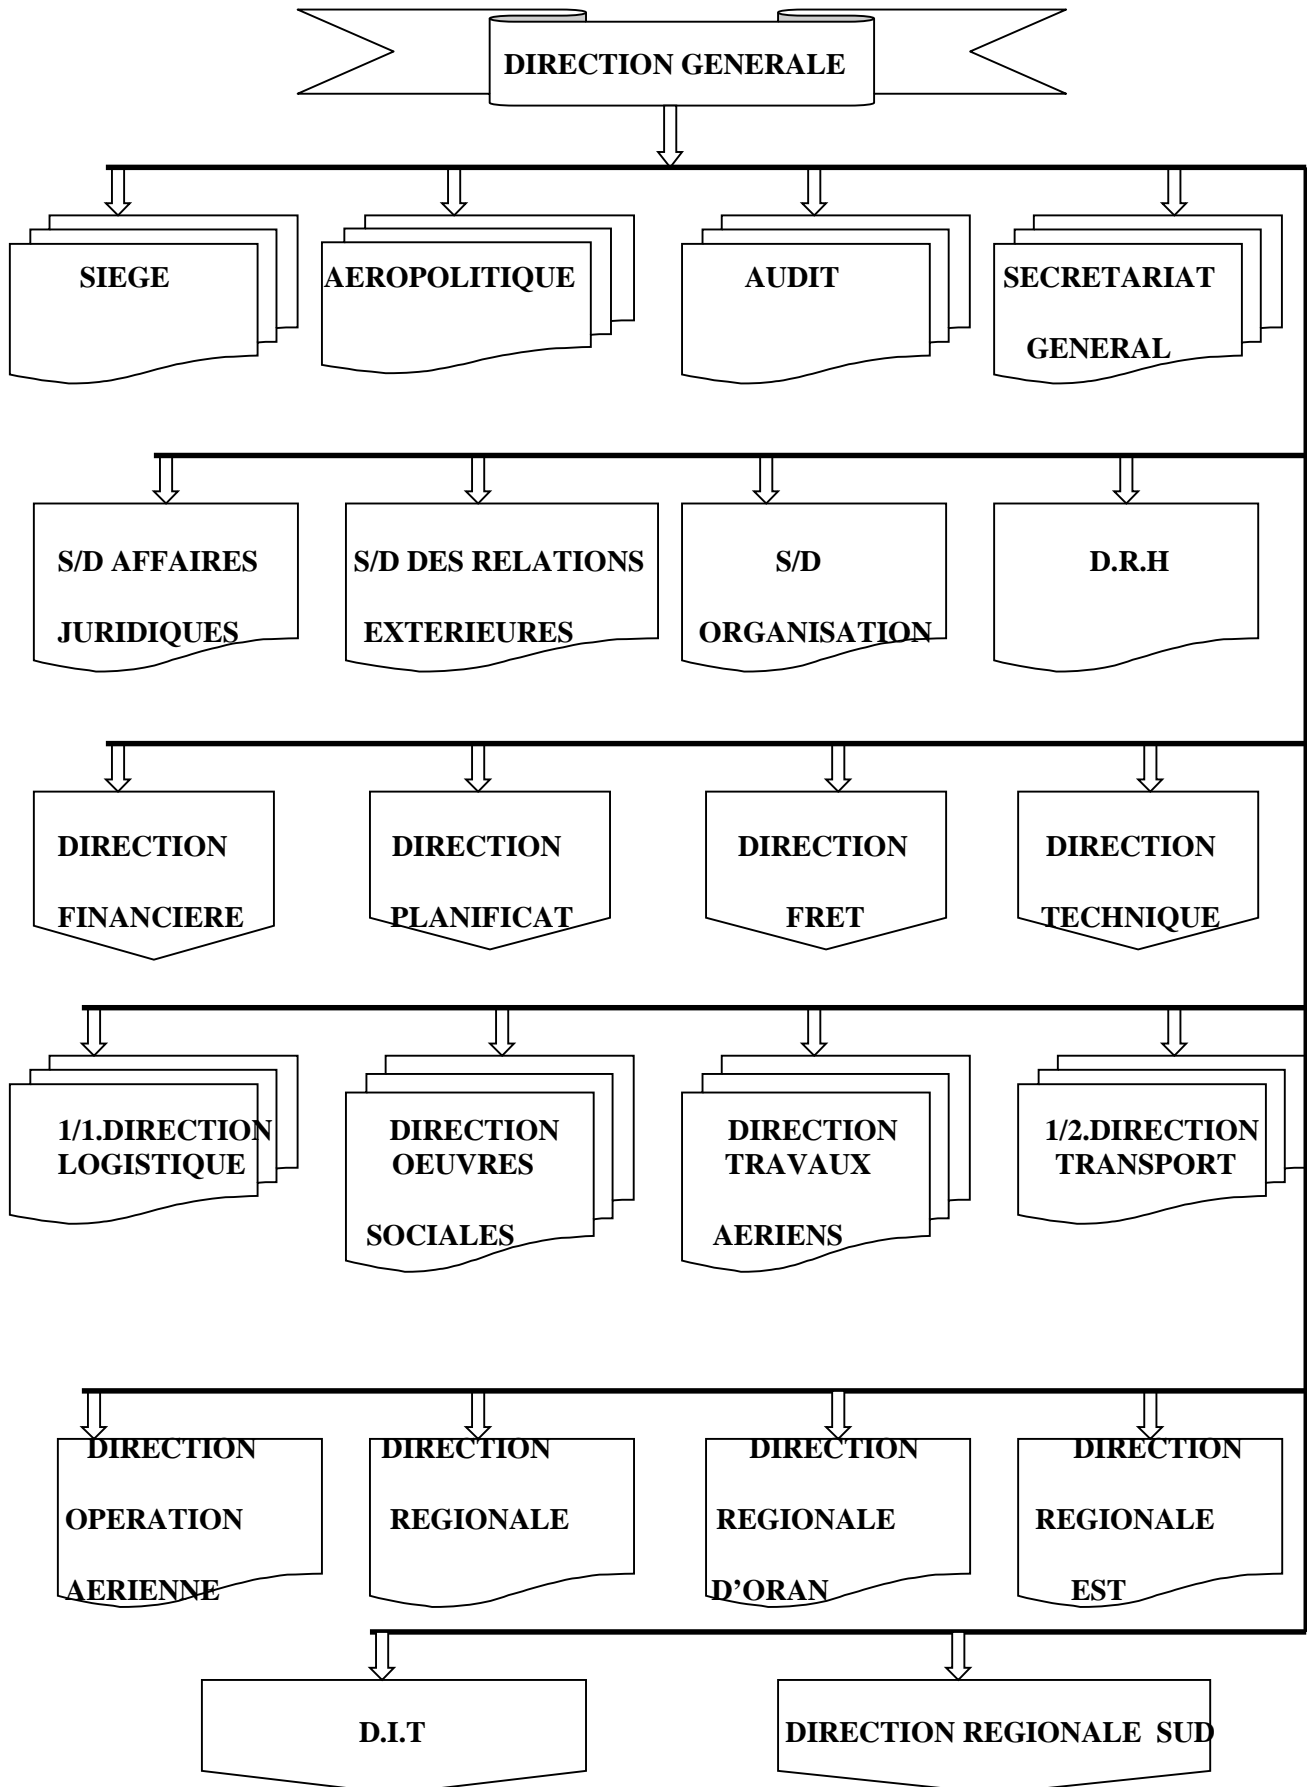 DIRECTION GENERALE
SIEGE
AEROPOLITIQUE
AUDIT
SECRETARIAT
GENERAL
S/D AFFAIRES
JURIDIQUES
S/D DES RELATIONS
EXTERIEURES
S/D
ORGANISATION
D.R.H
DIRECTION
FINANCIERE
DIRECTION
PLANIFICAT
DIRECTION
FRET
DIRECTION
TECHNIQUE
1/1.DIRECTION
LOGISTIQUE
DIRECTION
OEUVRES
SOCIALES
DIRECTION
TRAVAUX
AERIENS
1/2.DIRECTION
TRANSPORT
DIRECTION
OPERATION
AERIENNE
DIRECTION
REGIONALE
DIRECTION
REGIONALE
D’ORAN
DIRECTION
REGIONALE
EST
D.I.T
DIRECTION REGIONALE SUD